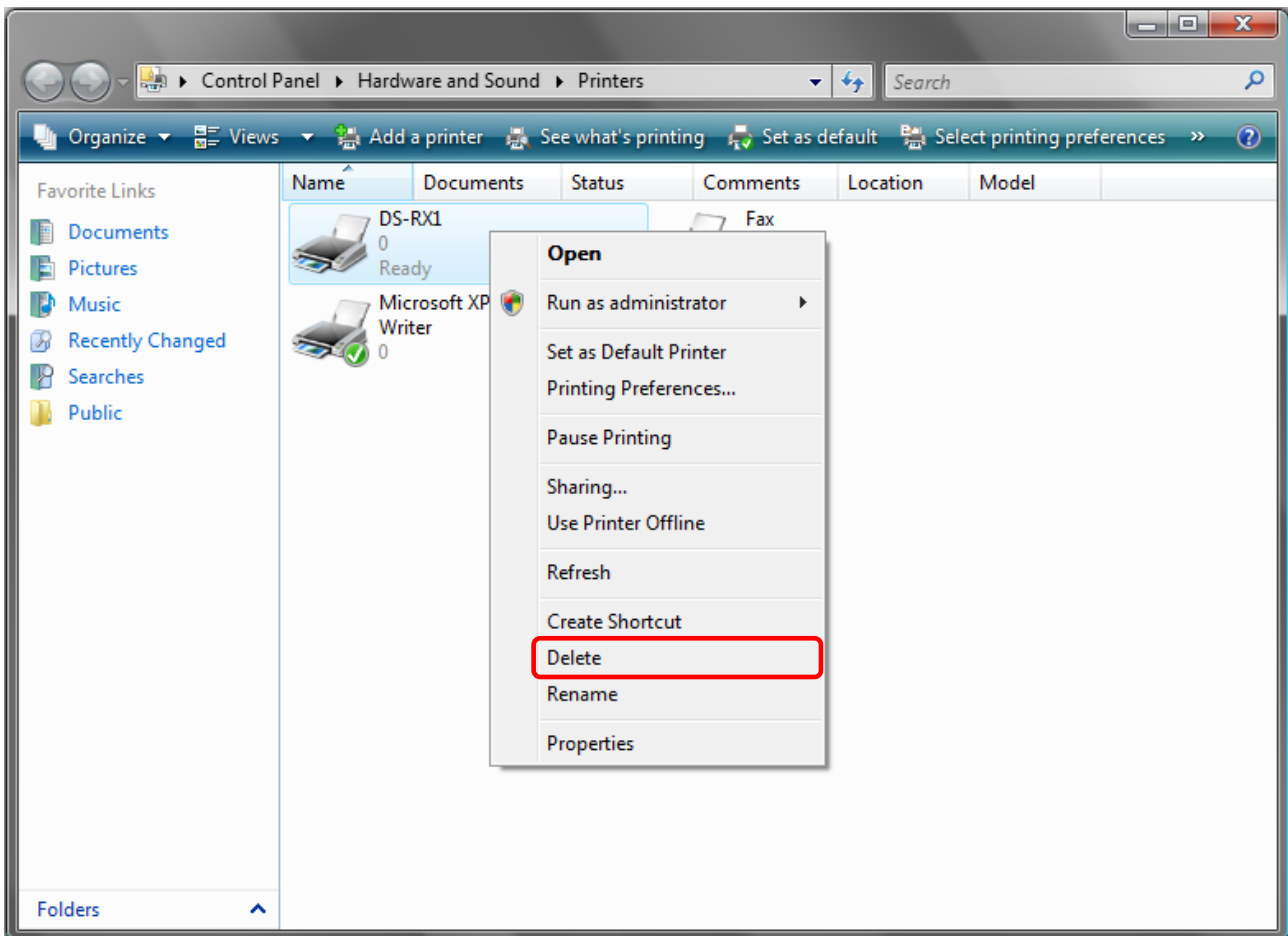 Control Panel Hardware and Sound Printers
Search
Organize Views Add a printer See what's printing Set as default Select printing preferences »
Favorite Links
Documents
Pictures
Music
Recently Changed
Searches
Public
Folders
Name Documents Status Comments Location Model
DS-RX1
0
Ready
Fax
Microsoft XP
Writer
0
Open
Run as administrator
Set as Default Printer
Printing Preferences...
Pause Printing
Sharing...
Use Printer Offline
Refresh
Create Shortcut
Delete
Rename
Properties